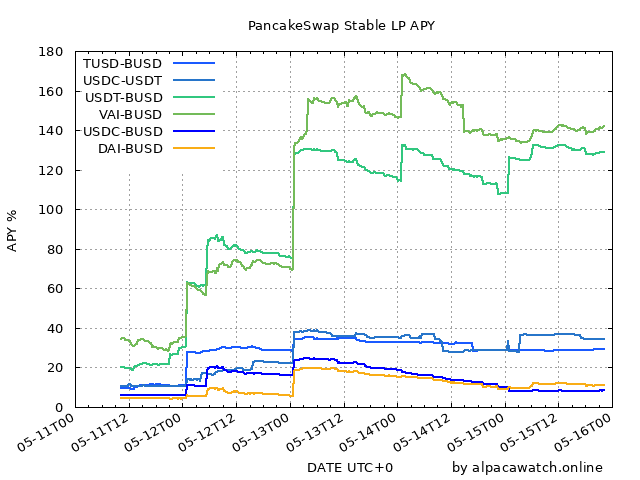 PancakeSwap Stable LP APY
180
160
140
120
100
80
60
40
20
0
APY %
TUSD-BUSD
USDC-USDT
USDT-BUSD
VAI-BUSD
USDC-BUSD
DAI-BUSD
05-11T00
05-11T12
05-12T00
05-12T12
05-13T00
05-13T12
05-14T00
05-14T12
05-15T00
05-15T12
05-16T00
DATE UTC+0
by alpacawatch.online